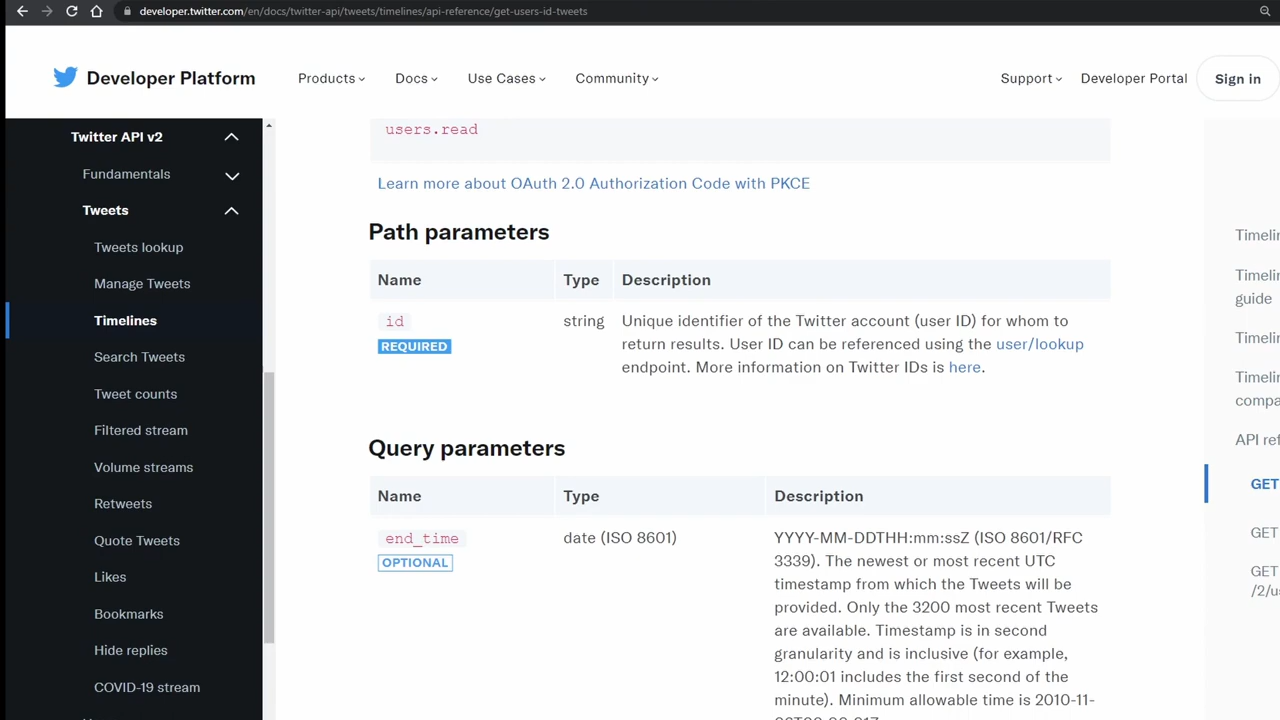 developer.twitter.com/en/docs/twitter-api/tweets/timelines/api-reference/get-users-id-tweets
Developer Platform
Products
Docs
Use Cases
Community
Support
Developer Portal
Sign in
Twitter API v2
Fundamentals
Tweets
Tweets lookup
Manage Tweets
Timelines
Search Tweets
Tweet counts
Filtered stream
Volume streams
Retweets
Quote Tweets
Likes
Bookmarks
Hide replies
COVID-19 stream
users.read
Learn more about OAuth 2.0 Authorization Code with PKCE
Path parameters
Name Type Description
id
REQUIRED
string
Unique identifier of the Twitter account (user ID) for whom to
return results. User ID can be referenced using the user/lookup
endpoint. More information on Twitter IDs is here.
Query parameters
Name Type Description
end_time
OPTIONAL
date (ISO 8601)
YYYY-MM-DDTHH:mm:ssZ (ISO 8601/RFC
3339). The newest or most recent UTC
timestamp from which the Tweets will be
provided. Only the 3200 most recent Tweets
are available. Timestamp is in second
granularity and is inclusive (for example,
12:00:01 includes the first second of the
minute). Minimum allowable time is 2010-11-
guide
API ref
GET
GET
GET